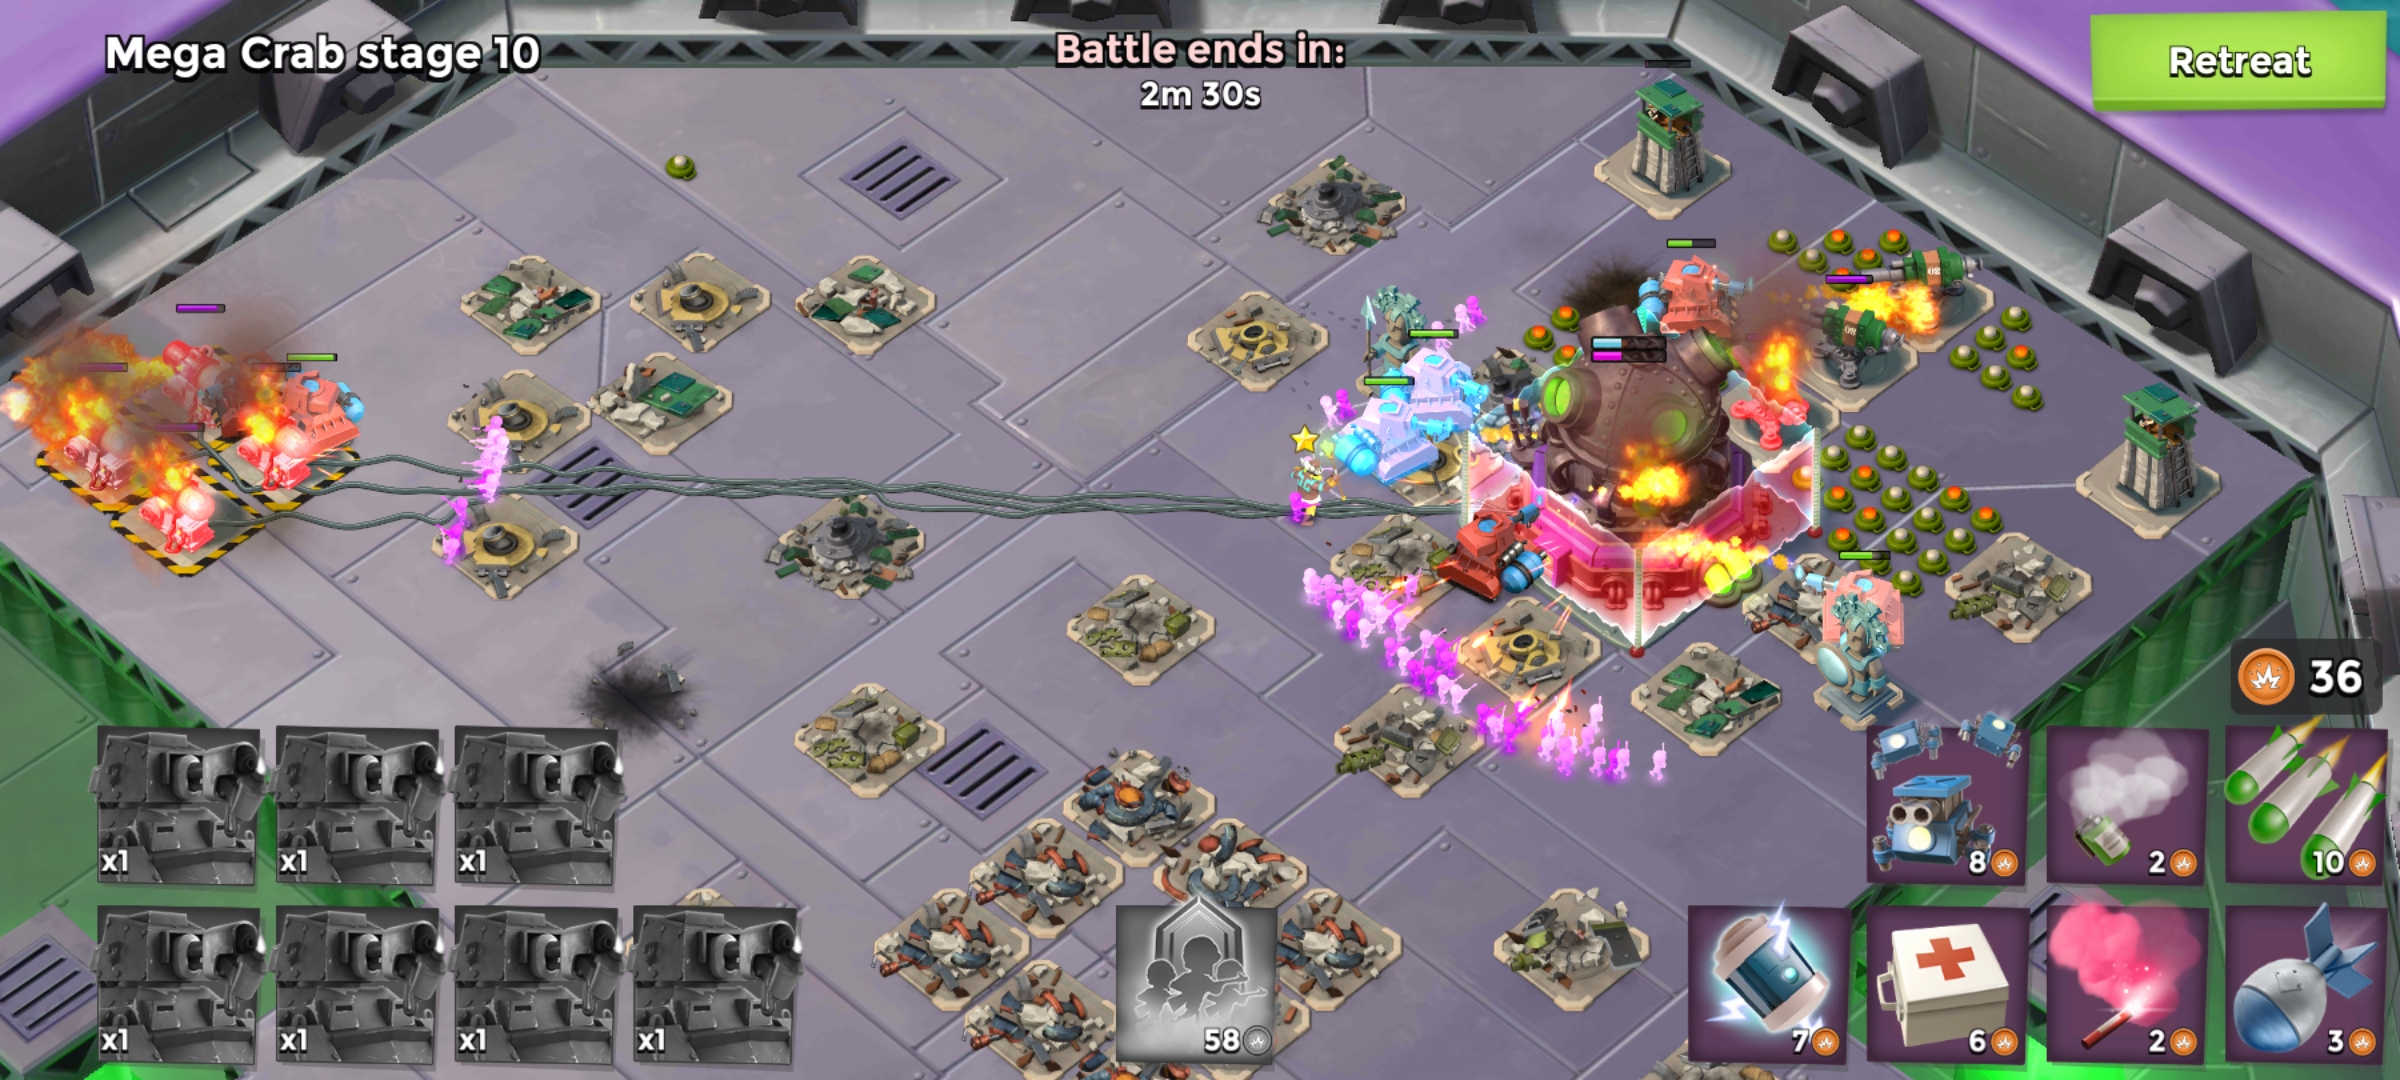 Mega Crab stage 10
Battle ends in:
2m 30s
Retreat
36
x1
x1
x1
8
2
10
x1
x1
x1
x1
58
7
6
2
3